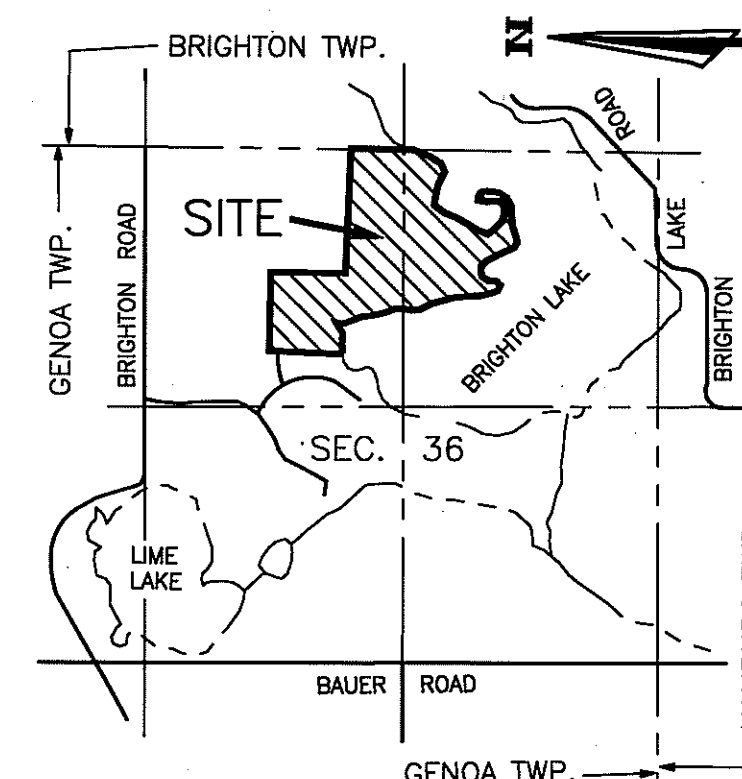 BRIGHTON TWP.
N
GENOA TWP.
BRIGHTON ROAD
SITE
ROAD
LAKE
BRIGHTON
BRIGHTON LAKE
SEC. 36
LIME
LAKE
BAUER ROAD
GENOA TWP.